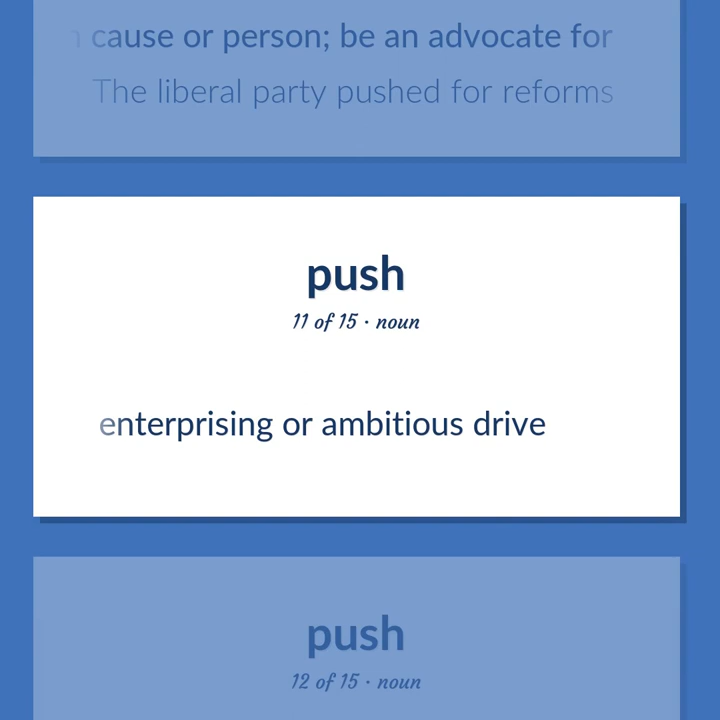 cause or person; be an advocate for
The liberal party pushed for reforms
push
11 of 15 · noun
enterprising or ambitious drive
push
12 of 15 · noun